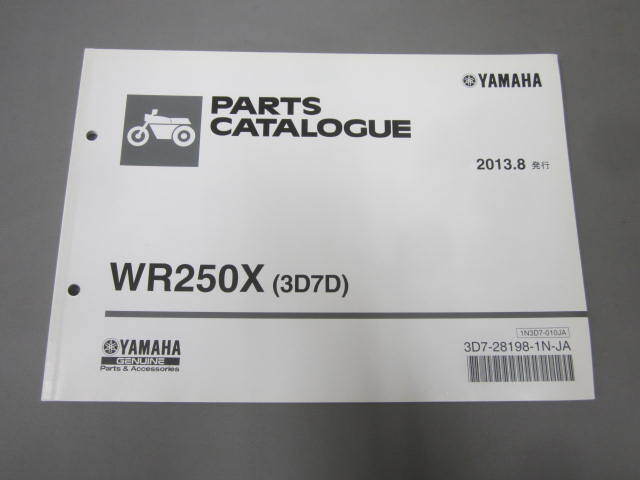 YAMAHA
PARTS
CATALOGUE
2013.8 発行
WR250X (3D7D)
YAMAHA
GENUINE
Parts & Accessories
1N3D7-010JA
3D7-28198-1N-JA